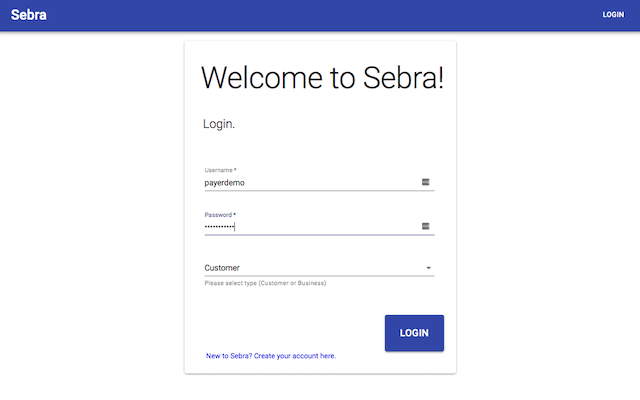 Sebra
LOGIN
Welcome to Sebra!
Login.
Username *
payerdemo
Password *
•••••••••••
Customer
Please select type (Customer or Business)
LOGIN
New to Sebra? Create your account here.